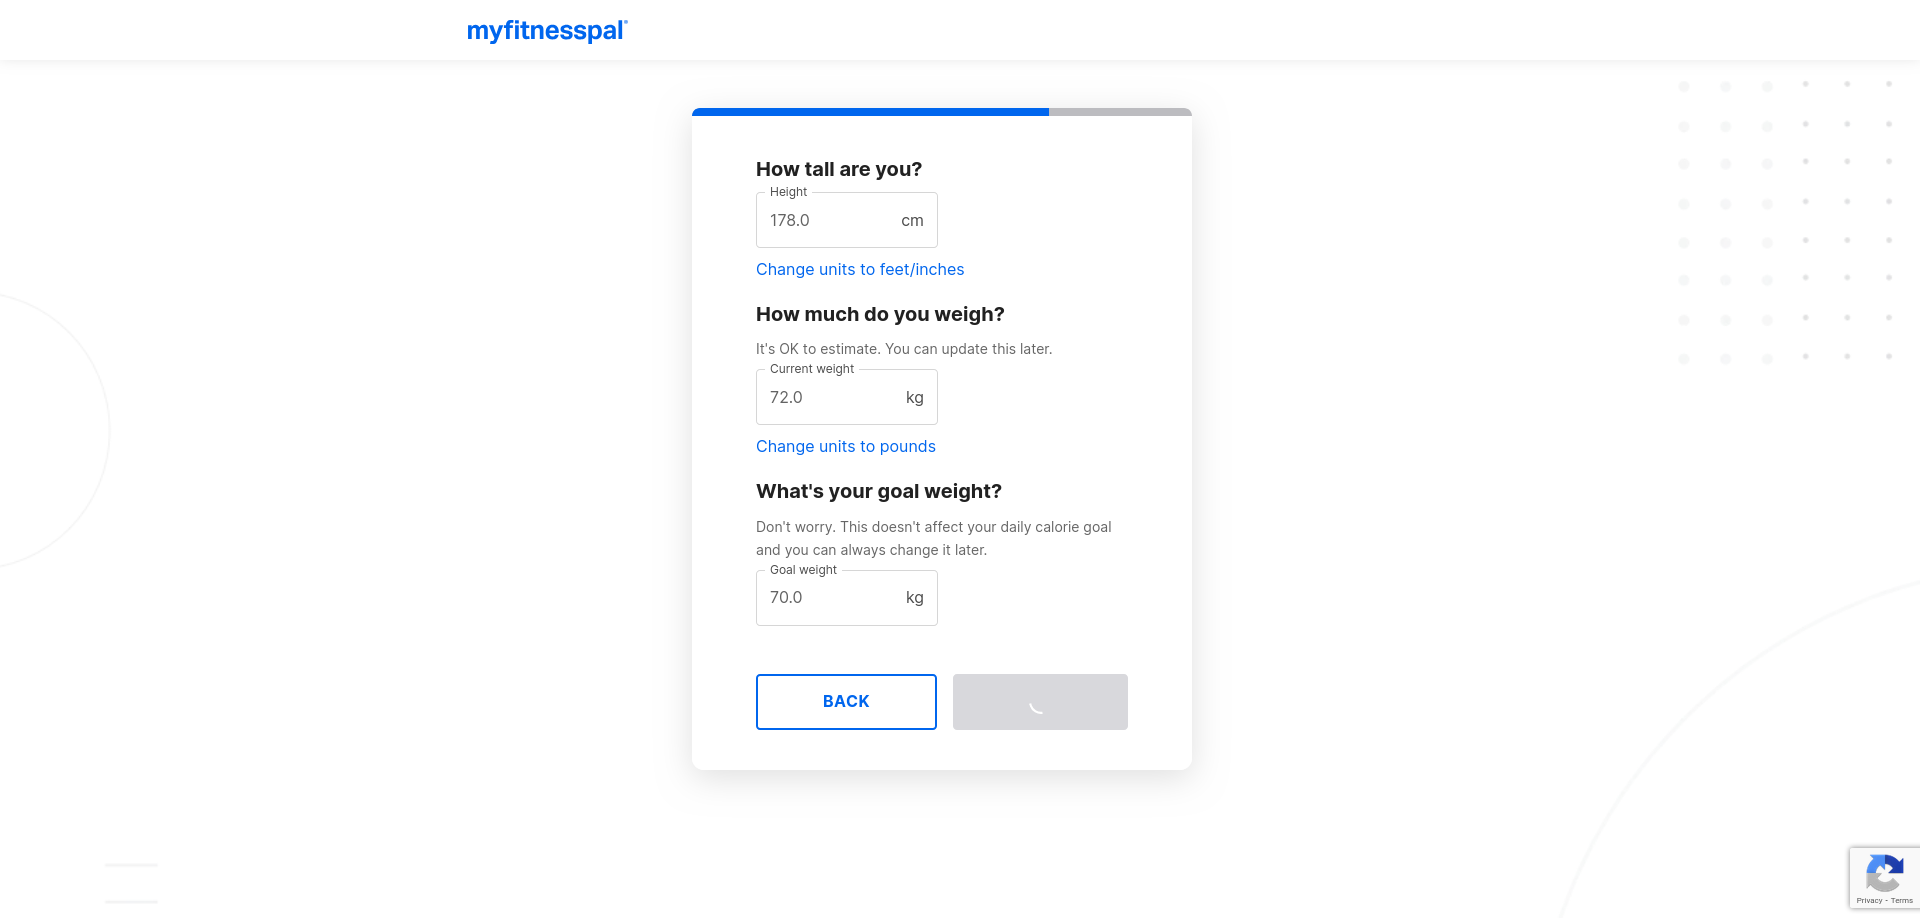 myfitnesspal
How tall are you?
Height
178.0 cm
Change units to feet/inches
How much do you weigh?
It's OK to estimate. You can update this later.
Current weight
72.0 kg
Change units to pounds
What's your goal weight?
Don't worry. This doesn't affect your daily calorie goal
and you can always change it later.
Goal weight
70.0 kg
BACK
Privacy - Terms